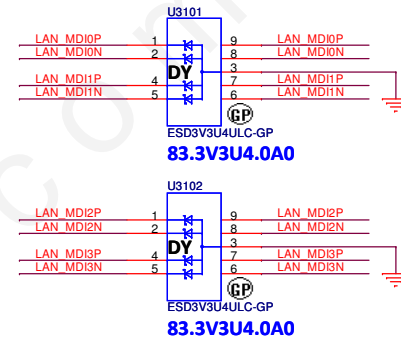 U3101
LAN_MDI0P 1 9 LAN_MDI0P
LAN_MDI0N 2 8 LAN_MDI0N
DY 3
LAN_MDI1P 4 7 LAN_MDI1P
LAN_MDI1N 5 6 LAN_MDI1N
GP
ESD3V3U4ULC-GP
83.3V3U4.0A0
U3102
LAN_MDI2P 1 9 LAN_MDI2P
LAN_MDI2N 2 8 LAN_MDI2N
DY 3
LAN_MDI3P 4 7 LAN_MDI3P
LAN_MDI3N 5 6 LAN_MDI3N
GP
ESD3V3U4ULC-GP
83.3V3U4.0A0